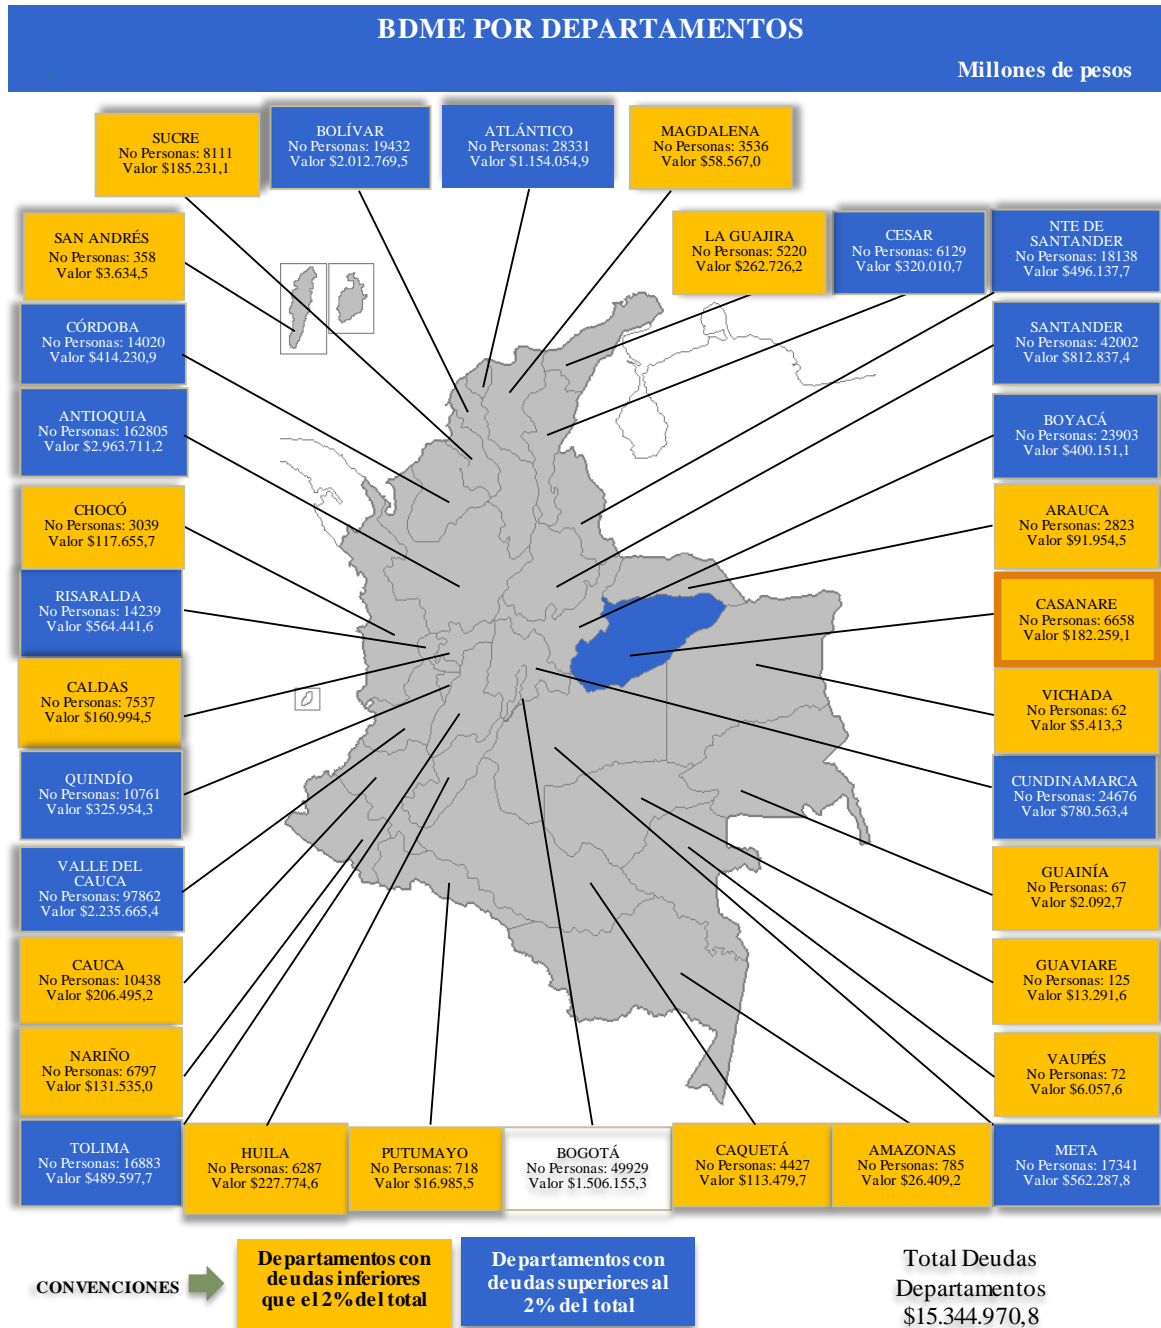 BDME POR DEPARTAMENTOS
Millones de pesos
SUCRE
No Personas: 8111
Valor $185.231,1
BOLÍVAR
No Personas: 19432
Valor $2.012.769,5
ATLÁNTICO
No Personas: 28331
Valor $1.154.054,9
MAGDALENA
No Personas: 3536
Valor $58.567,0
SAN ANDRÉS
No Personas: 358
Valor $3.634,5
LA GUAJIRA
No Personas: 5220
Valor $262.726,2
CESAR
No Personas: 6129
Valor $320.010,7
NTE DE
SANTANDER
No Personas: 18138
Valor $496.137,7
CÓRDOBA
No Personas: 14020
Valor $414.230,9
SANTANDER
No Personas: 42002
Valor $812.837,4
ANTIOQUIA
No Personas: 162805
Valor $2.963.711,2
BOYACÁ
No Personas: 23903
Valor $400.151,1
CHOCÓ
No Personas: 3039
Valor $117.655,7
ARAUCA
No Personas: 2823
Valor $91.954,5
RISARALDA
No Personas: 14239
Valor $564.441,6
CASANARE
No Personas: 6658
Valor $182.259,1
CALDAS
No Personas: 7537
Valor $160.994,5
VICHADA
No Personas: 62
Valor $5.413,3
QUINDÍO
No Personas: 10761
Valor $325.954,3
CUNDINAMARCA
No Personas: 24676
Valor $780.563,4
VALLE DEL
CAUCA
No Personas: 97862
Valor $2.235.665,4
GUAINÍA
No Personas: 67
Valor $2.092,7
CAUCA
No Personas: 10438
Valor $206.495,2
GUAVIARE
No Personas: 125
Valor $13.291,6
NARIÑO
No Personas: 6797
Valor $131.535,0
VAUPÉS
No Personas: 72
Valor $6.057,6
TOLIMA
No Personas: 16883
Valor $489.597,7
HUILA
No Personas: 6287
Valor $227.774,6
PUTUMAYO
No Personas: 718
Valor $16.985,5
BOGOTÁ
No Personas: 49929
Valor $1.506.155,3
CAQUETÁ
No Personas: 4427
Valor $113.479,7
AMAZONAS
No Personas: 785
Valor $26.409,2
META
No Personas: 17341
Valor $562.287,8
CONVENCIONES
Departamentos con
deudas inferiores
que el 2% del total
Departamentos con
deudas superiores al
2% del total
Total Deudas
Departamentos
$15.344.970,8